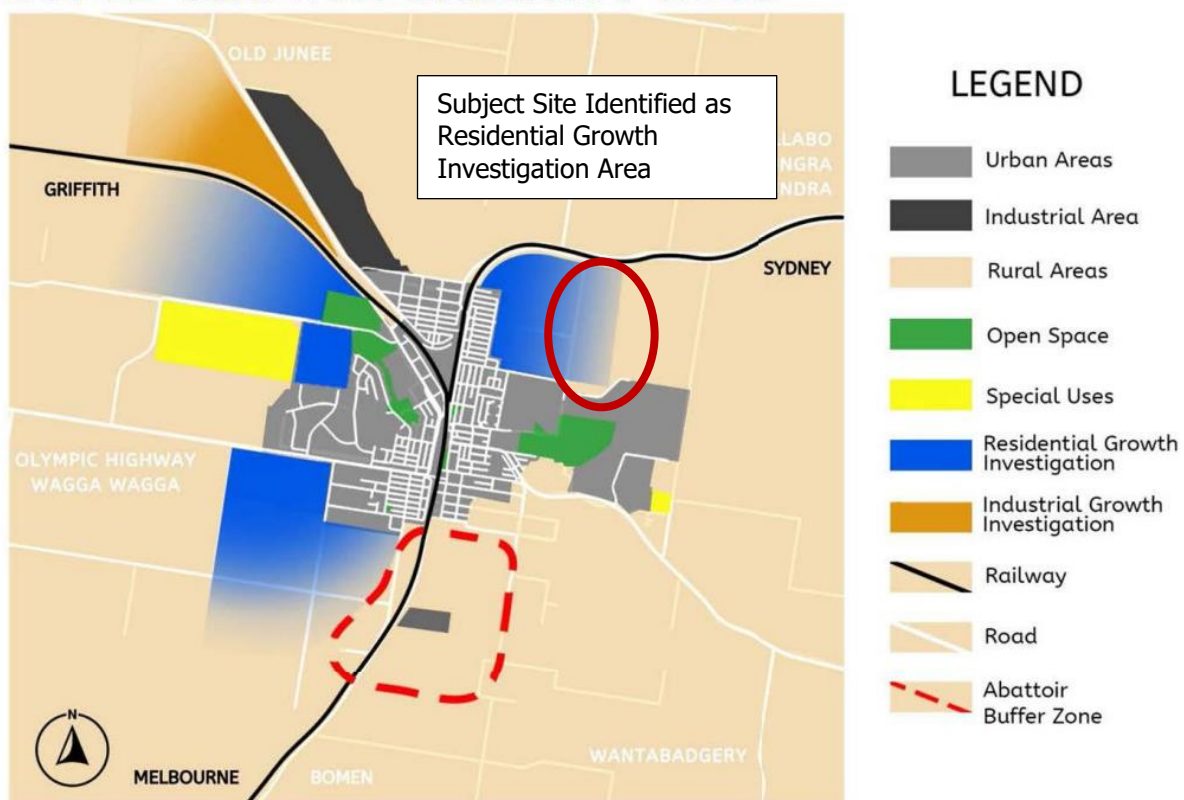 OLD JUNEE
Subject Site Identified as
Residential Growth
Investigation Area
GRIFFITH
SYDNEY
OLYMPIC HIGHWAY
WAGGA WAGGA
WANTABADGERY
N
MELBOURNE
BOMEN
LEGEND
Urban Areas
Industrial Area
Rural Areas
Open Space
Special Uses
Residential Growth
Investigation
Industrial Growth
Investigation
Railway
Road
Abattoir
Buffer Zone